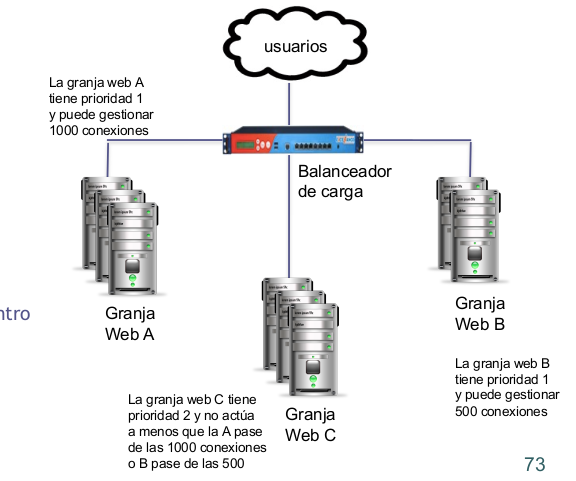 usuarios
La granja web A
tiene prioridad 1
y puede gestionar
1000 conexiones
Balanceador
de carga
ntro
Granja
Web A
Granja
Web B
La granja web B
tiene prioridad 1
y puede gestionar
500 conexiones
La granja web C tiene
prioridad 2 y no actúa
a menos que la A pase
de las 1000 conexiones
o B pase de las 500
Granja
Web C
73